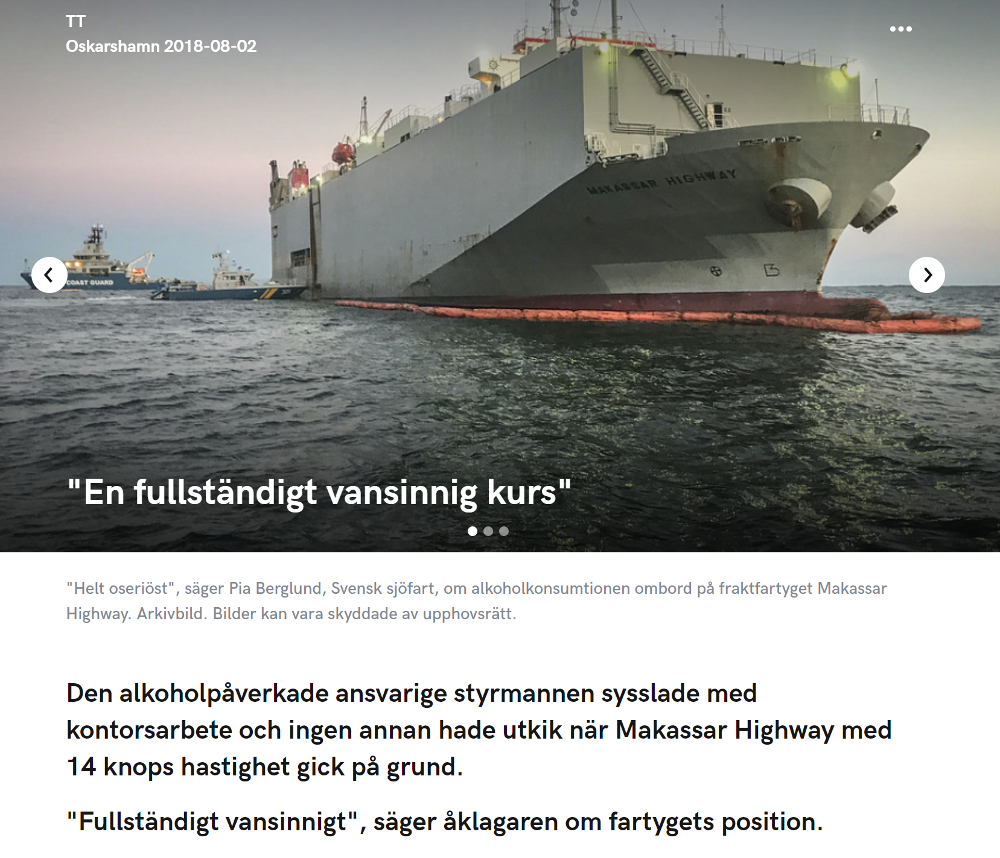 TT
Oskarshamn 2018-08-02
MAKASSAR HIGHWAY
COAST GUARD
"En fullständigt vansinnig kurs"
"Helt oseriöst", säger Pia Berglund, Svensk sjöfart, om alkoholkonsumtionen ombord på fraktfartyget Makassar
Highway. Arkivbild. Bilder kan vara skyddade av upphovsrätt.
Den alkoholpåverkade ansvarige styrmannen sysslade med
kontorsarbete och ingen annan hade utkik när Makassar Highway med
14 knops hastighet gick på grund.
"Fullständigt vansinnigt", säger åklagaren om fartygets position.